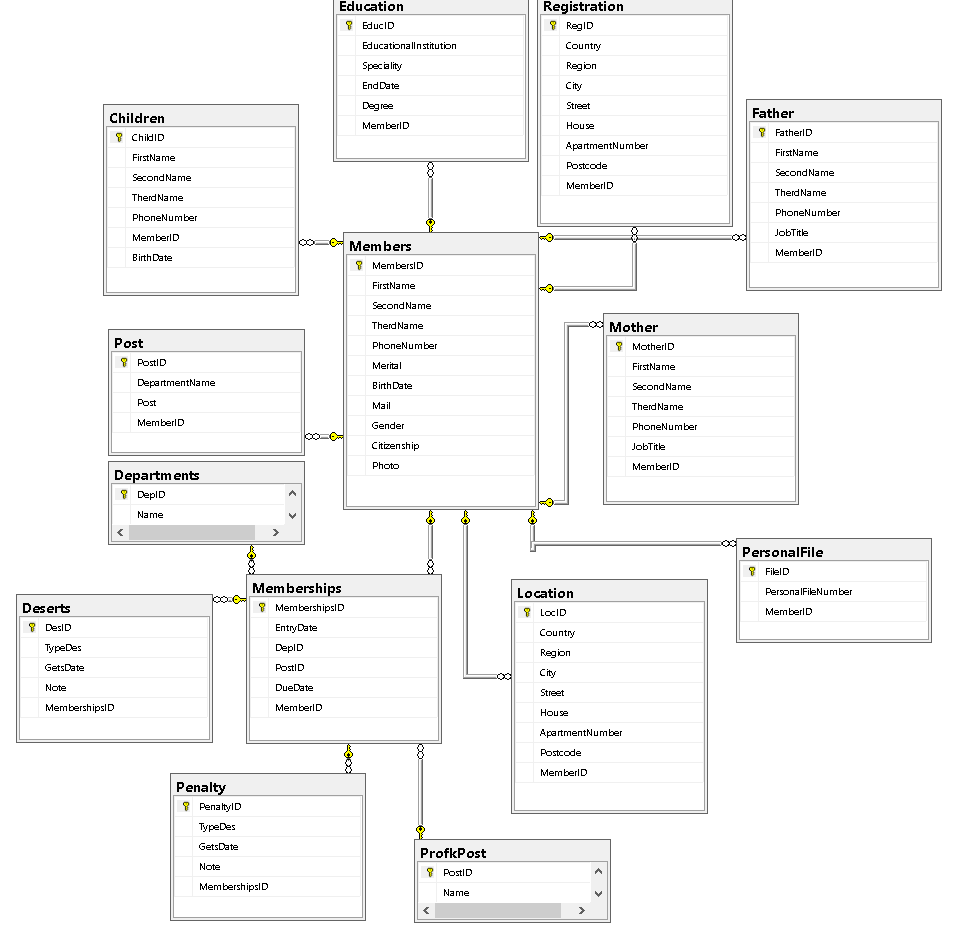 Education
EducID
EducationalInstitution
Speciality
EndDate
Degree
MemberID
Registration
RegID
Country
Region
City
Street
House
ApartmentNumber
Postcode
MemberID
Children
ChildID
FirstName
SecondName
TherdName
PhoneNumber
MemberID
BirthDate
Father
FatherID
FirstName
SecondName
TherdName
PhoneNumber
JobTitle
MemberID
Members
MembersID
FirstName
SecondName
TherdName
PhoneNumber
Merital
BirthDate
Mail
Gender
Citizenship
Photo
Mother
MotherID
FirstName
SecondName
TherdName
PhoneNumber
JobTitle
MemberID
Post
PostID
DepartmentName
Post
MemberID
Departments
DepID
Name
PersonalFile
FileID
PersonalFileNumber
MemberID
Memberships
MembershipsID
EntryDate
DepID
PostID
DueDate
MemberID
Location
LocID
Country
Region
City
Street
House
ApartmentNumber
Postcode
MemberID
Deserts
DesID
TypeDes
GetsDate
Note
MembershipsID
Penalty
PenaltyID
TypeDes
GetsDate
Note
MembershipsID
ProfkPost
PostID
Name